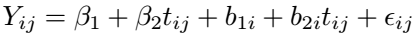 Y_{ij} = β_1 + β_2 t_{ij} + b_{1i} + b_{2i} t_{ij} + ϵ_{ij}